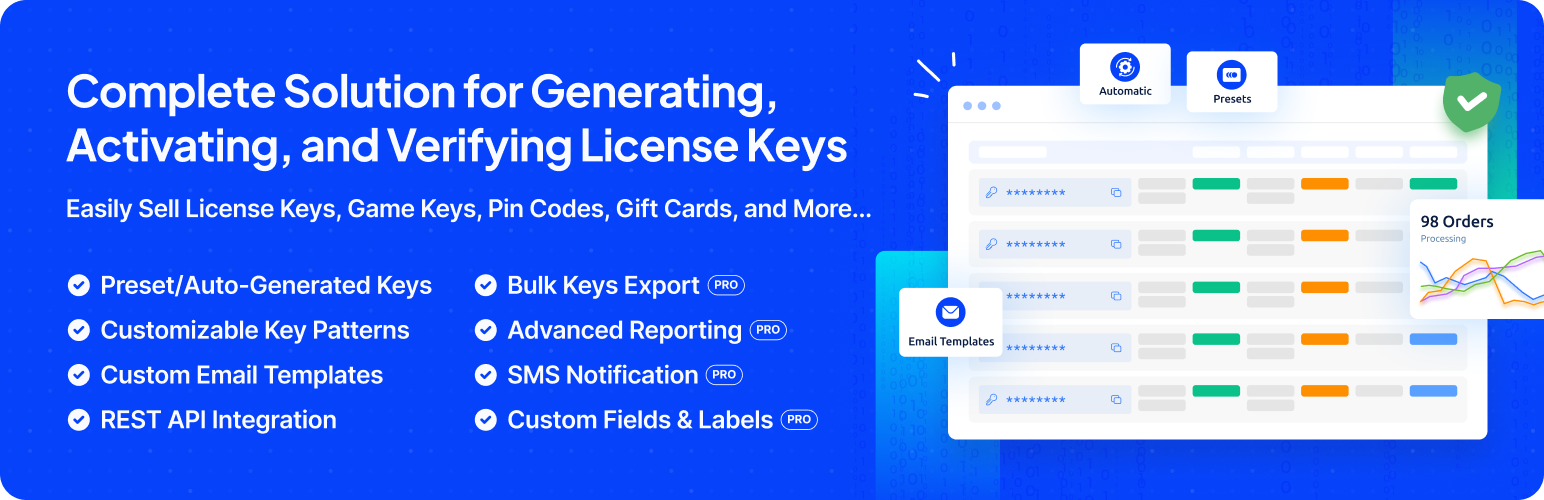 Complete Solution for Generating,
Activating, and Verifying License Keys
Easily Sell License Keys, Game Keys, Pin Codes, Gift Cards, and More...
Preset/Auto-Generated Keys
Customizable Key Patterns
Custom Email Templates
REST API Integration
Bulk Keys Export PRO
Advanced Reporting PRO
SMS Notification PRO
Custom Fields & Labels PRO
Automatic
Presets
********
********
********
********
********
98 Orders
Processing
Email Templates